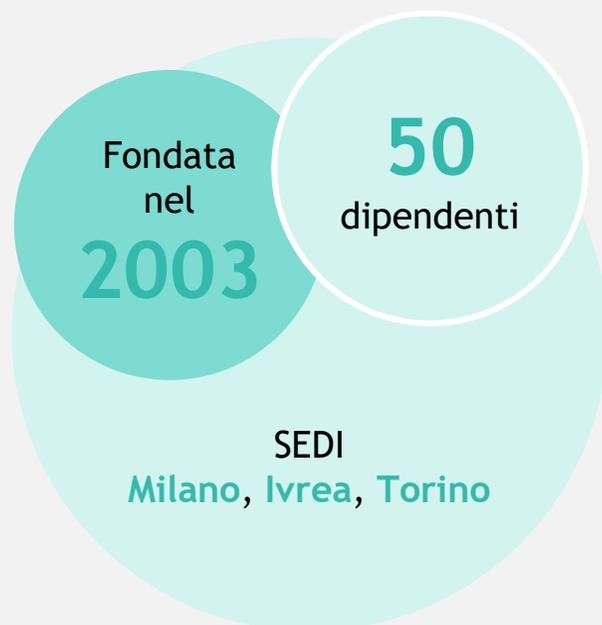 Fondata
nel
2003
50
dipendenti
SEDI
Milano, Ivrea, Torino